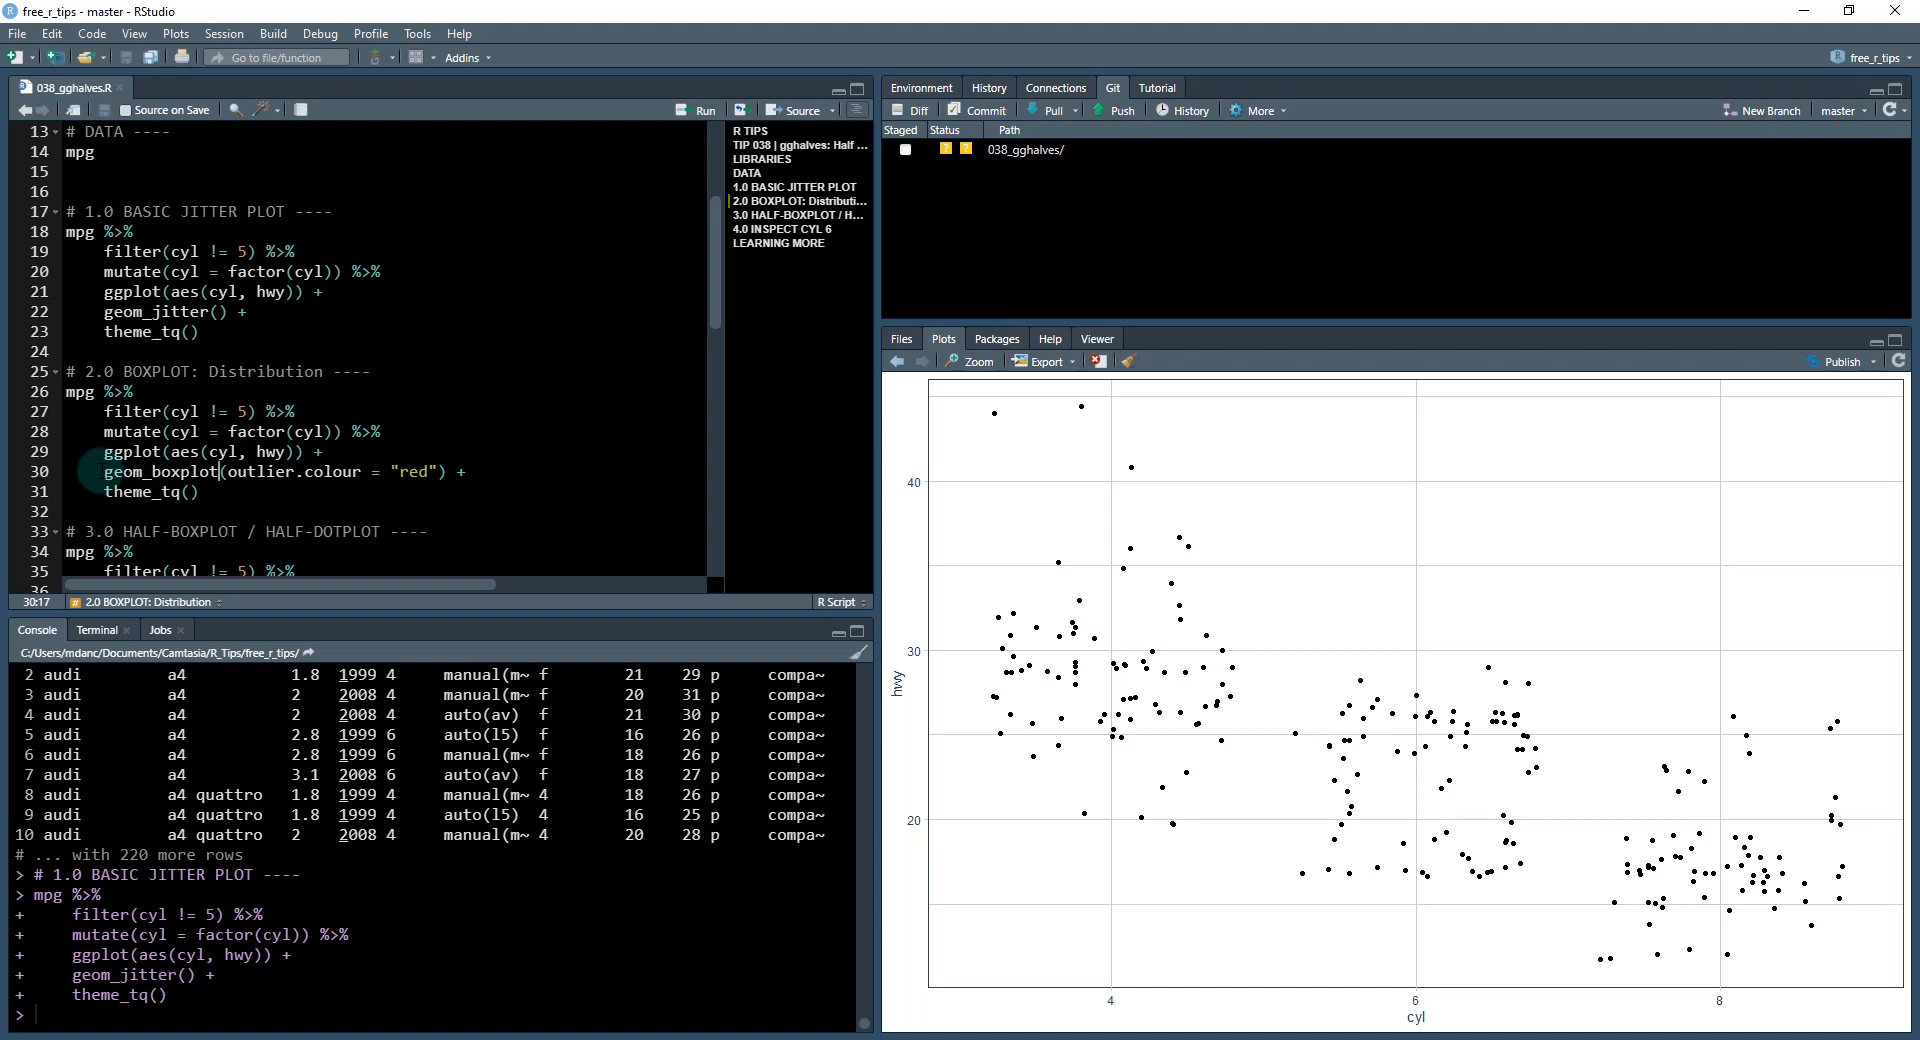 free_r_tips - master - RStudio
File Edit Code View Plots Session Build Debug Profile Tools Help
Go to file/function Addins free_r_tips
038_gghalves.R
Source on Save Run Source
13 # DATA ----
14 mpg
15
16
17 # 1.0 BASIC JITTER PLOT ----
18 mpg %>%
19 filter(cyl != 5) %>%
20 mutate(cyl = factor(cyl)) %>%
21 ggplot(aes(cyl, hwy)) +
22 geom_jitter() +
23 theme_tq()
24
25 # 2.0 BOXPLOT: Distribution ----
26 mpg %>%
27 filter(cyl != 5) %>%
28 mutate(cyl = factor(cyl)) %>%
29 ggplot(aes(cyl, hwy)) +
30 geom_boxplot(outlier.colour = "red") +
31 theme_tq()
32
33 # 3.0 HALF-BOXPLOT / HALF-DOTPLOT ----
34 mpg %>%
35 filter(cyl != 5) %>%
36
R TIPS
TIP 038 | gghalves: Half ...
LIBRARIES
DATA
1.0 BASIC JITTER PLOT
2.0 BOXPLOT: Distributi...
3.0 HALF-BOXPLOT / H...
4.0 INSPECT CYL 6
LEARNING MORE
30:17 # 2.0 BOXPLOT: Distribution R Script
Console Terminal Jobs
C:/Users/mdanc/Documents/Camtasia/R_Tips/free_r_tips/
2 audi a4 1.8 1999 4 manual(m~ f 21 29 p compa~
3 audi a4 2 2008 4 manual(m~ f 20 31 p compa~
4 audi a4 2 2008 4 auto(av) f 21 30 p compa~
5 audi a4 2.8 1999 6 auto(l5) f 16 26 p compa~
6 audi a4 2.8 1999 6 manual(m~ f 18 26 p compa~
7 audi a4 3.1 2008 6 auto(av) f 18 27 p compa~
8 audi a4 quattro 1.8 1999 4 manual(m~ 4 18 26 p compa~
9 audi a4 quattro 1.8 1999 4 auto(l5) 4 16 25 p compa~
10 audi a4 quattro 2 2008 4 manual(m~ 4 20 28 p compa~
# ... with 220 more rows
> # 1.0 BASIC JITTER PLOT ----
> mpg %>%
+ filter(cyl != 5) %>%
+ mutate(cyl = factor(cyl)) %>%
+ ggplot(aes(cyl, hwy)) +
+ geom_jitter() +
+ theme_tq()
>
Environment History Connections Git Tutorial
Diff Commit Pull Push History More New Branch master
Staged Status Path
? ? 038_gghalves/
Files Plots Packages Help Viewer
Zoom Export Publish
hwy
40
30
20
4 6 8
cyl